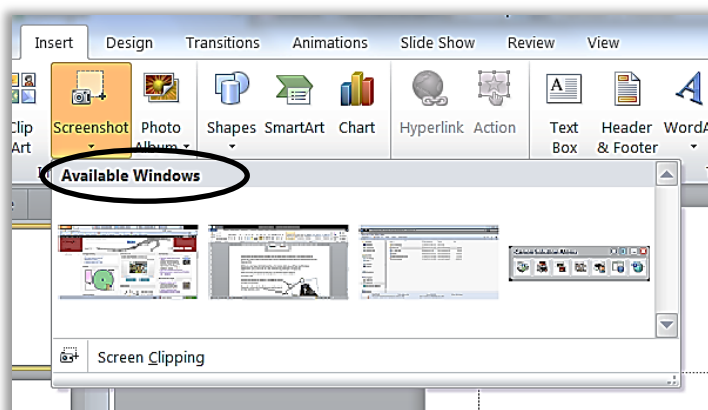 Insert Design Transitions Animations Slide Show Review View
Clip Screenshot Photo Shapes SmartArt Chart Hyperlink Action Text Header WordA
Art Album Box & Footer
Available Windows
Screen Clipping